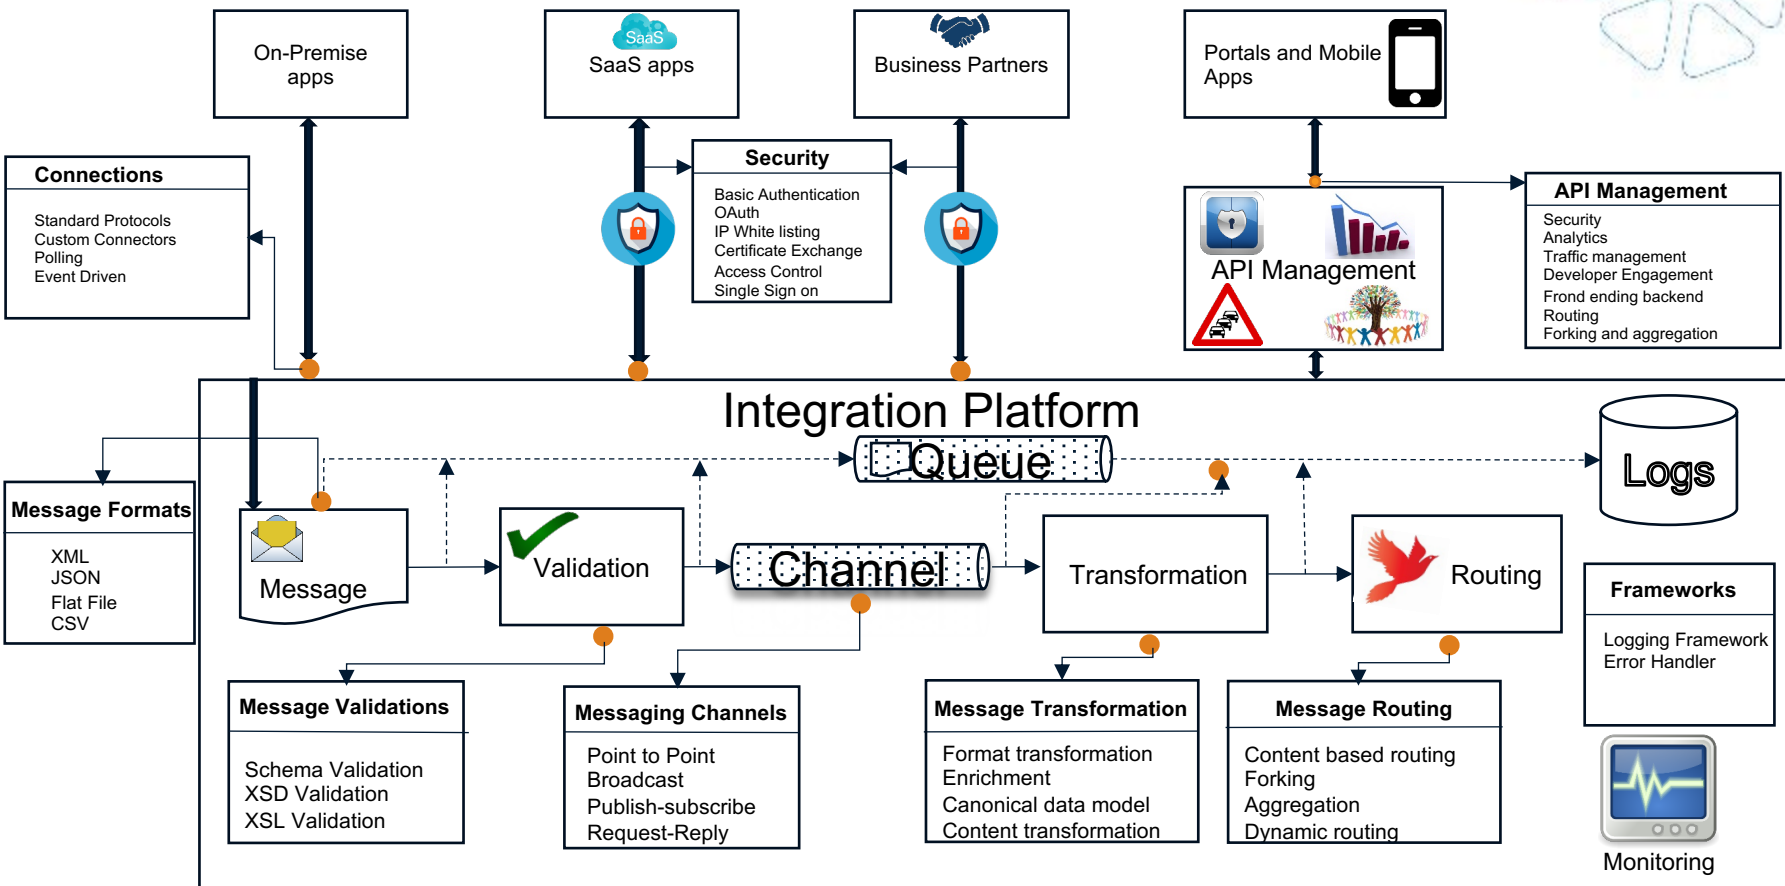 On-Premise
apps
SaaS
SaaS apps
Business Partners
Portals and Mobile
Apps
Connections
Standard Protocols
Custom Connectors
Polling
Event Driven
Security
Basic Authentication
OAuth
IP White listing
Certificate Exchange
Access Control
Single Sign on
API Management
API Management
Security
Analytics
Traffic management
Developer Engagement
Frond ending backend
Routing
Forking and aggregation
Integration Platform
Queue
Logs
Message Formats
XML
JSON
Flat File
CSV
Message
Validation
Channel
Transformation
Routing
Frameworks
Logging Framework
Error Handler
Message Validations
Schema Validation
XSD Validation
XSL Validation
Messaging Channels
Point to Point
Broadcast
Publish-subscribe
Request-Reply
Message Transformation
Format transformation
Enrichment
Canonical data model
Content transformation
Message Routing
Content based routing
Forking
Aggregation
Dynamic routing
Monitoring